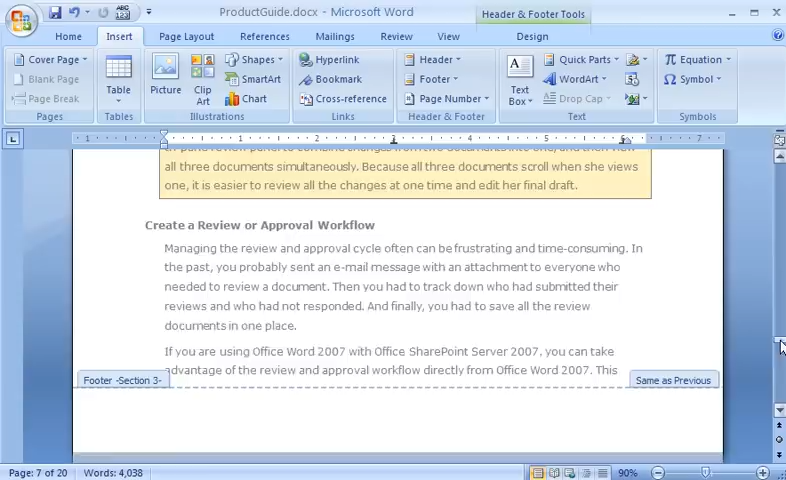 ProductGuide.docx - Microsoft Word
Header & Footer Tools
Home Insert Page Layout References Mailings Review View Design
Cover Page
Blank Page
Page Break
Pages
Table
Tables
Picture
Clip Art
Shapes
SmartArt
Chart
Illustrations
Hyperlink
Bookmark
Cross-reference
Links
Header
Footer
Page Number
Header & Footer
Text Box
Quick Parts
WordArt
Drop Cap
Text
Equation
Symbol
Symbols
1 1 2 3 4 5 6 7
all three documents simultaneously. Because all three documents scroll when she views
one, it is easier to review all the changes at one time and edit her final draft.
Create a Review or Approval Workflow
Managing the review and approval cycle often can be frustrating and time-consuming. In
the past, you probably sent an e-mail message with an attachment to everyone who
needed to review a document. Then you had to track down who had submitted their
reviews and who had not responded. And finally, you had to save all the review
documents in one place.
If you are using Office Word 2007 with Office SharePoint Server 2007, you can take
advantage of the review and approval workflow directly from Office Word 2007. This
Footer -Section 3-
Same as Previous
Page: 7 of 20 Words: 4,038 90%